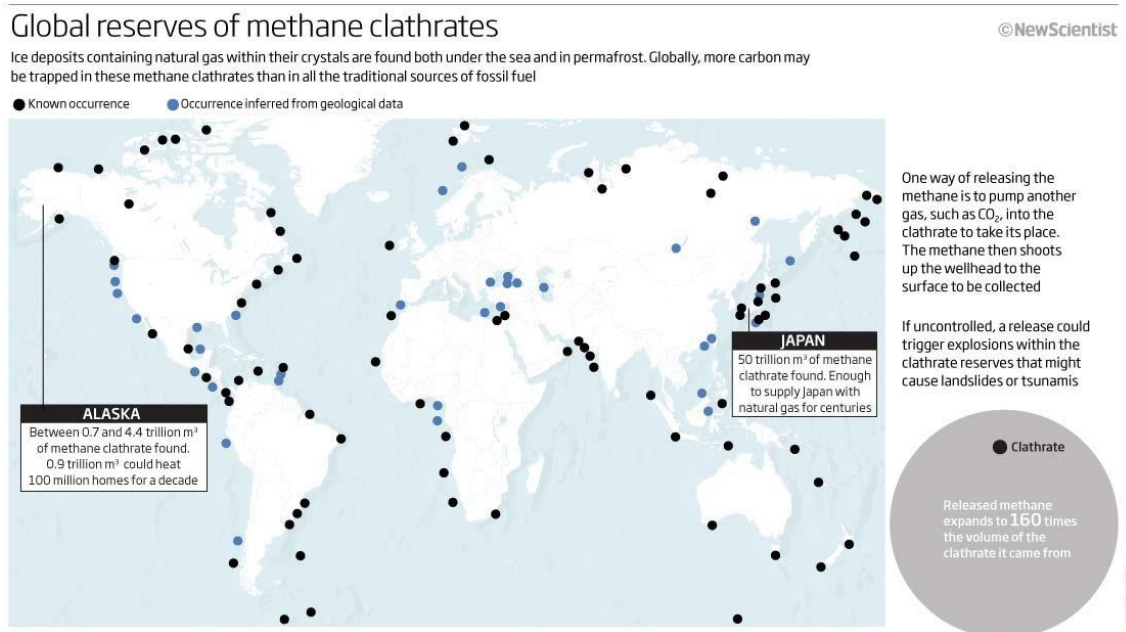 Global reserves of methane clathrates
©NewScientist
Ice deposits containing natural gas within their crystals are found both under the sea and in permafrost. Globally, more carbon may
be trapped in these methane clathrates than in all the traditional sources of fossil fuel
Known occurrence
Occurrence inferred from geological data
One way of releasing the
methane is to pump another
gas, such as CO₂, into the
clathrate to take its place.
The methane then shoots
up the wellhead to the
surface to be collected
If uncontrolled, a release could
trigger explosions within the
clathrate reserves that might
cause landslides or tsunamis
JAPAN
50 trillion m³ of methane
clathrate found. Enough
to supply Japan with
natural gas for centuries
ALASKA
Between 0.7 and 4.4 trillion m³
of methane clathrate found.
0.9 trillion m³ could heat
100 million homes for a decade
Clathrate
Released methane
expands to 160 times
the volume of the
clathrate it came from